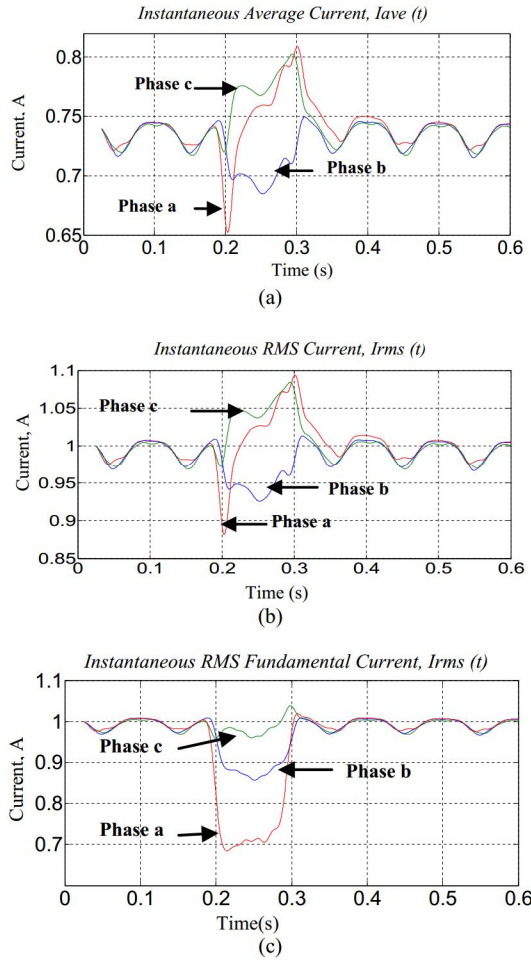 Instantaneous Average Current, Iave (t)
Current, A
0.8
0.75
0.7
0.65
Phase c
Phase b
Phase a
0 0.1 0.2 0.3 0.4 0.5 0.6
Time (s)
(a)
Instantaneous RMS Current, Irms (t)
Current, A
1.1
1.05
1
0.95
0.9
0.85
Phase c
Phase b
Phase a
0 0.1 0.2 0.3 0.4 0.5 0.6
Time (s)
(b)
Instantaneous RMS Fundamental Current, Irms (t)
Current, A
1.1
1
0.9
0.8
0.7
Phase c
Phase b
Phase a
0 0.1 0.2 0.3 0.4 0.5 0.6
Time(s)
(c)